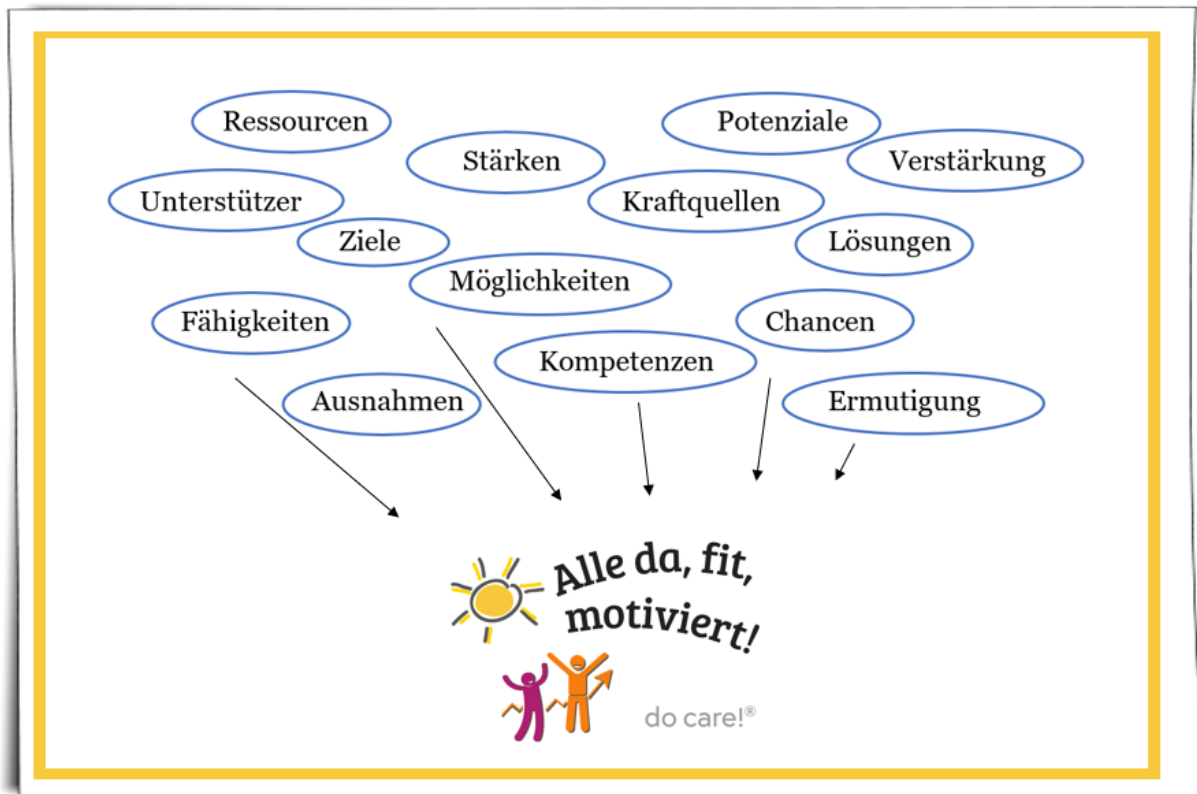 Ressourcen
Potenziale
Stärken
Verstärkung
Unterstützer
Kraftquellen
Ziele
Lösungen
Möglichkeiten
Fähigkeiten
Chancen
Kompetenzen
Ausnahmen
Ermutigung
Alle da, fit,
motiviert!
do care!®